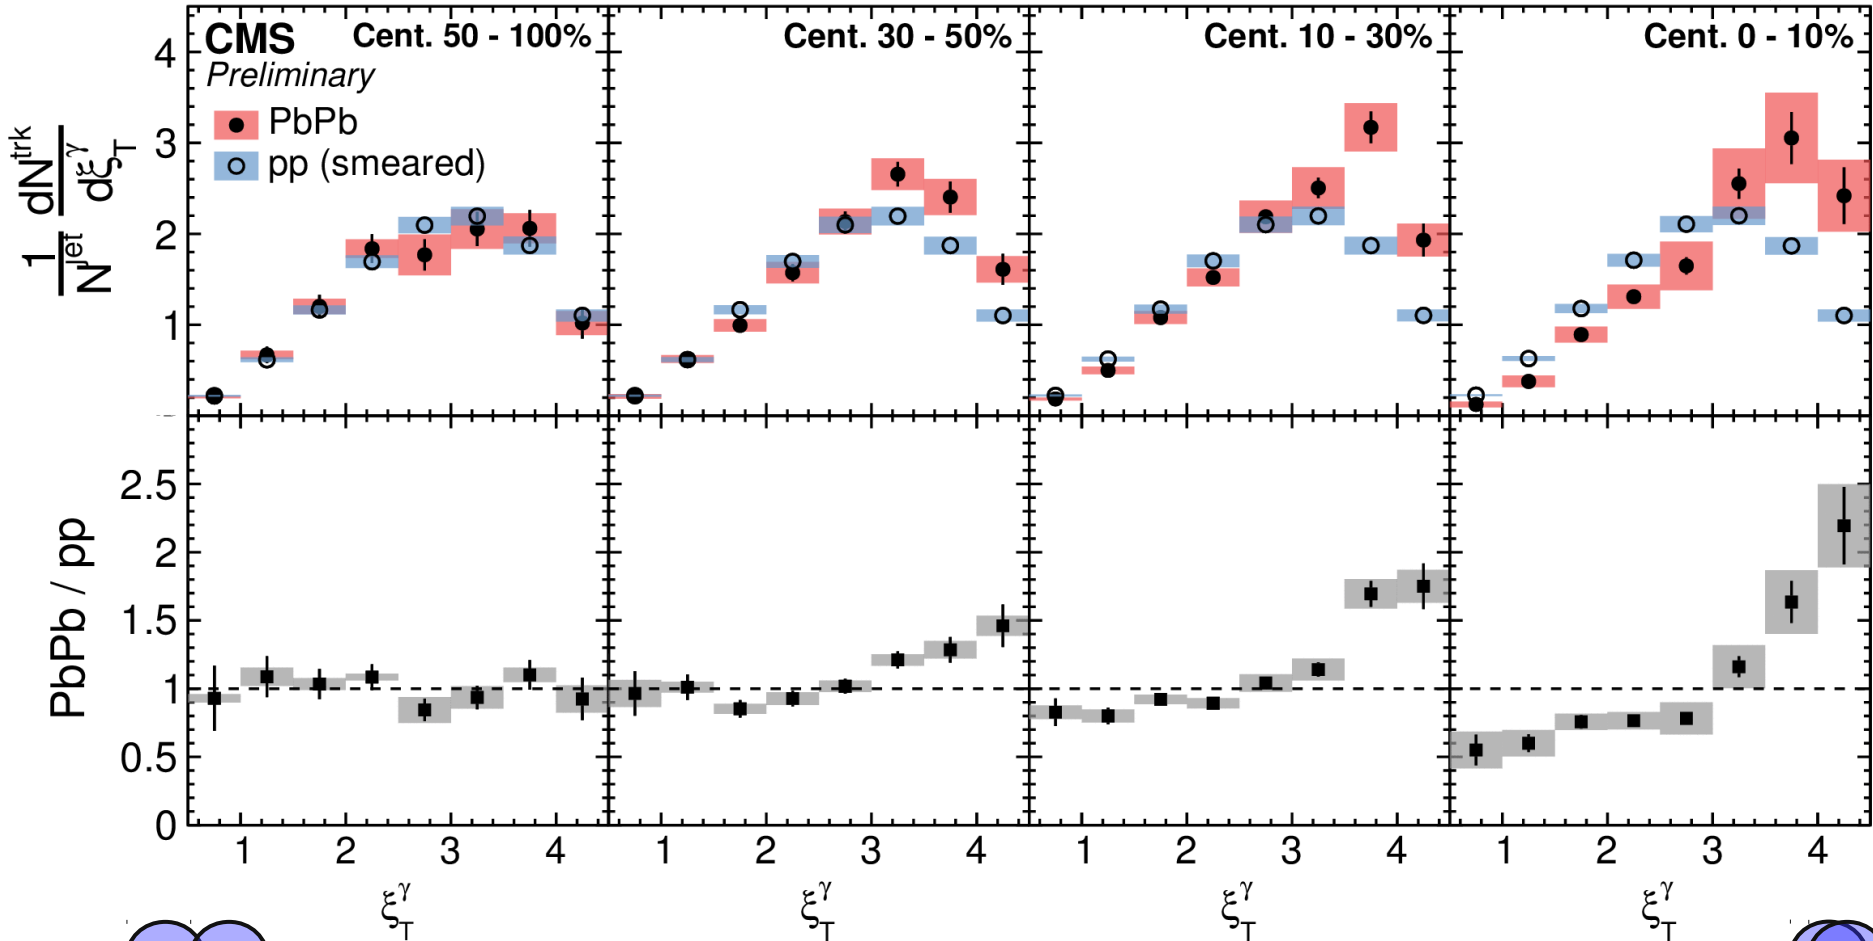 CMS
Preliminary
PbPb
pp (smeared)
Cent. 50 - 100%
Cent. 30 - 50%
Cent. 10 - 30%
Cent. 0 - 10%
1/N^jet dN^trk/dξ_T^γ
4
3
2
1
PbPb / pp
2.5
2
1.5
1
0.5
0
1 2 3 4 1 2 3 4 1 2 3 4 1 2 3 4
ξ_T^γ ξ_T^γ ξ_T^γ ξ_T^γ